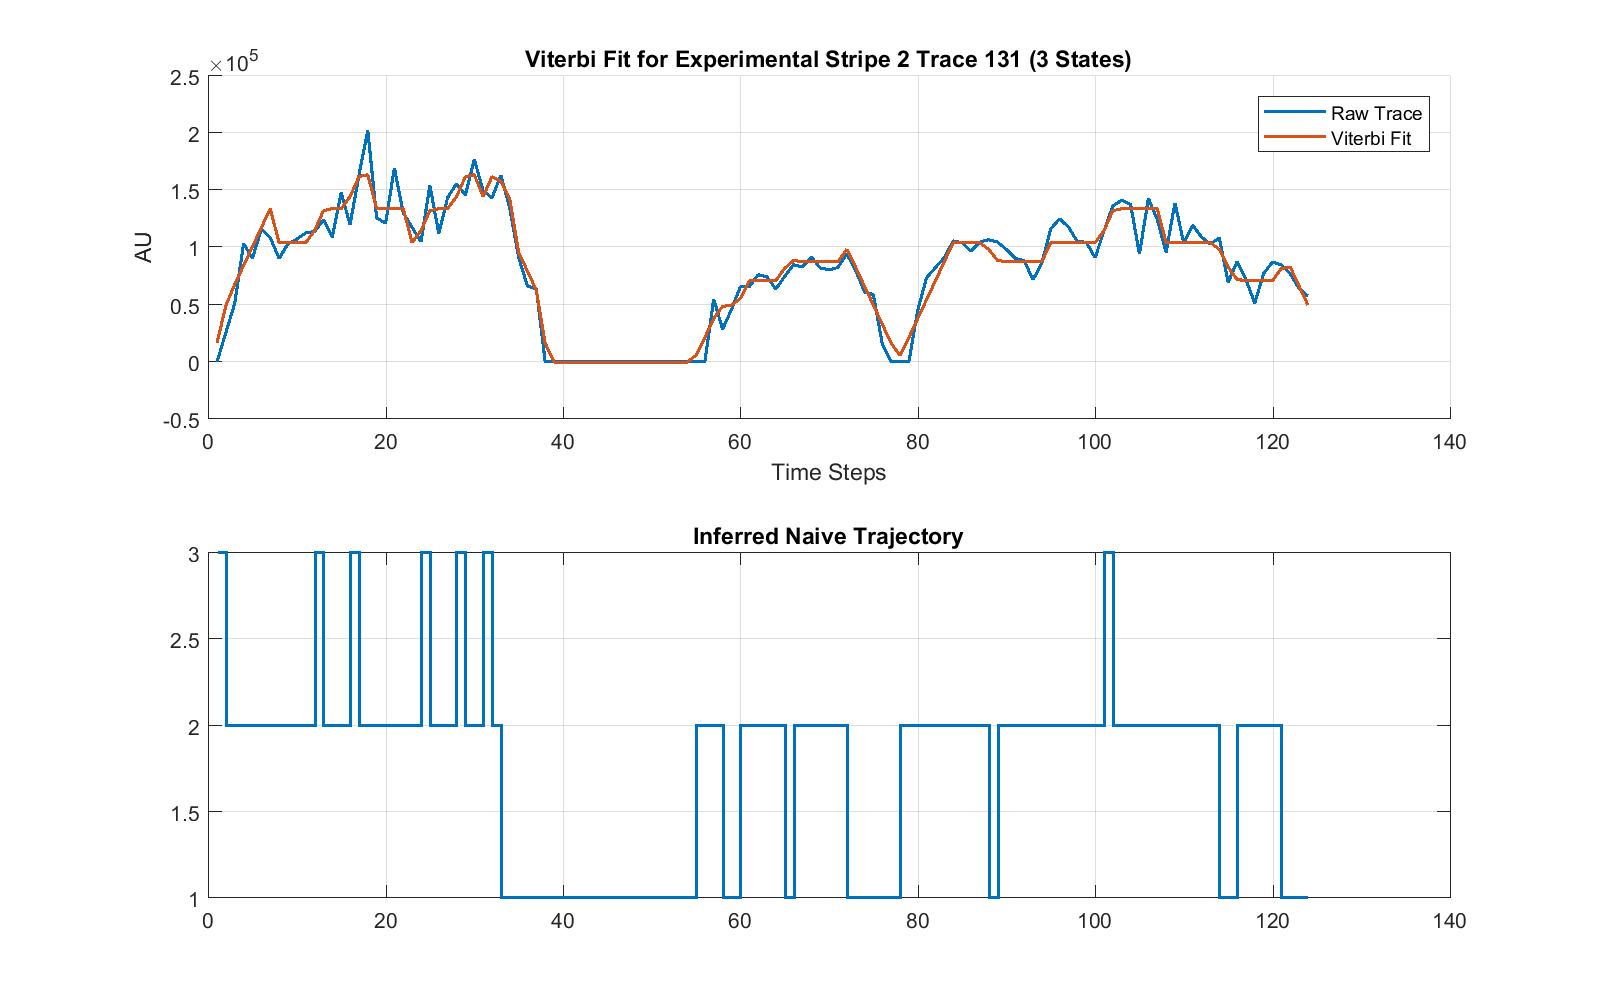 Viterbi Fit for Experimental Stripe 2 Trace 131 (3 States)
×10^5
2.5
2
1.5
1
0.5
0
-0.5
AU
Raw Trace
Viterbi Fit
0 20 40 60 80 100 120 140
Time Steps
Inferred Naive Trajectory
3
2.5
2
1.5
1
0 20 40 60 80 100 120 140